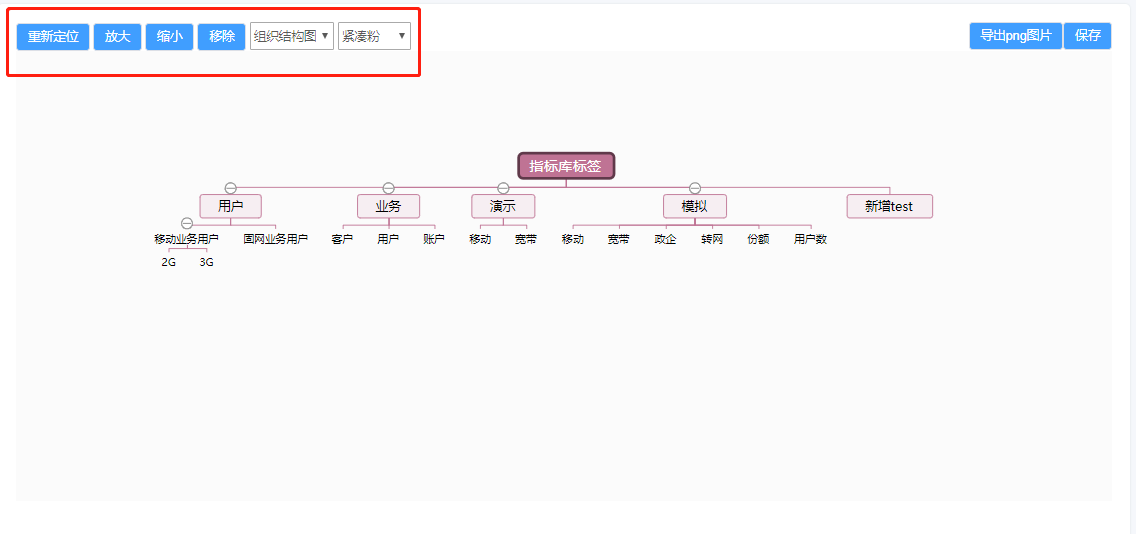 重新定位 放大 缩小 移除 组织结构图 紧凑粉 导出png图片 保存
指标库标签
用户 业务 演示 模拟 新增test
移动业务用户 固网业务用户 客户 用户 账户 移动 宽带 移动 宽带 政企 转网 份额 用户数
2G 3G